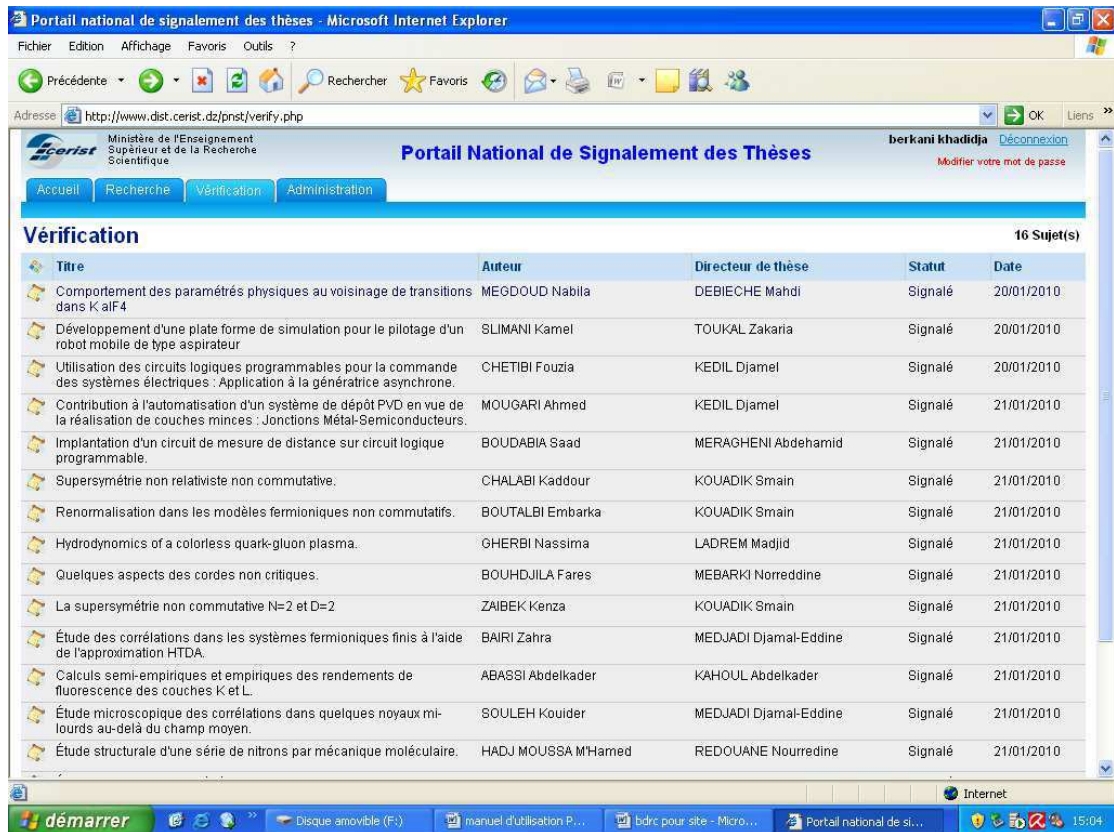 Portail national de signalement des thèses - Microsoft Internet Explorer
Fichier Edition Affichage Favoris Outils ?
Précédente Rechercher Favoris
Adresse http://www.dist.cerist.dz/pnst/verify.php OK Liens »
cerist Ministère de l'Enseignement
Supérieur et de la Recherche
Scientifique
Portail National de Signalement des Thèses
berkani khadidja Déconnexion
Modifier votre mot de passe
Accueil Recherche Vérification Administration
Vérification 16 Sujet(s)
Titre Auteur Directeur de thèse Statut Date
Comportement des paramétrés physiques au voisinage de transitions MEGDOUD Nabila DEBIECHE Mahdi Signalé 20/01/2010
dans K alF4
Développement d'une plate forme de simulation pour le pilotage d'un SLIMANI Kamel TOUKAL Zakaria Signalé 20/01/2010
robot mobile de type aspirateur
Utilisation des circuits logiques programmables pour la commande CHETIBI Fouzia KEDIL Djamel Signalé 20/01/2010
des systèmes électriques : Application à la génératrice asynchrone.
Contribution à l'automatisation d'un système de dépôt PVD en vue de MOUGARI Ahmed KEDIL Djamel Signalé 21/01/2010
la réalisation de couches minces : Jonctions Métal-Semiconducteurs.
Implantation d'un circuit de mesure de distance sur circuit logique BOUDABIA Saad MERAGHENI Abdehamid Signalé 21/01/2010
programmable.
Supersymétrie non relativiste non commutative. CHALABI Kaddour KOUADIK Smain Signalé 21/01/2010
Renormalisation dans les modèles fermioniques non commutatifs. BOUTALBI Embarka KOUADIK Smain Signalé 21/01/2010
Hydrodynomics of a colorless quark-gluon plasma. GHERBI Nassima LADREM Madjid Signalé 21/01/2010
Quelques aspects des cordes non critiques. BOUHDJILA Fares MEBARKI Norreddine Signalé 21/01/2010
La supersymétrie non commutative N=2 et D=2 ZAIBEK Kenza KOUADIK Smain Signalé 21/01/2010
Étude des corrélations dans les systèmes fermioniques finis à l'aide BAIRI Zahra MEDJADI Djamal-Eddine Signalé 21/01/2010
de l'approximation HTDA.
Calculs semi-empiriques et empiriques des rendements de ABASSI Abdelkader KAHOUL Abdelkader Signalé 21/01/2010
fluorescence des couches K et L.
Étude microscopique des corrélations dans quelques noyaux mi- SOULEH Kouider MEDJADI Djamal-Eddine Signalé 21/01/2010
lourds au-delà du champ moyen.
Étude structurale d'une série de nitrons par mécanique moléculaire. HADJ MOUSSA M'Hamed REDOUANE Nourredine Signalé 21/01/2010
Internet
démarrer » Disque amovible (F:) manuel d'utilisation P... bdrc pour site - Micro... Portail national de si... 15:04